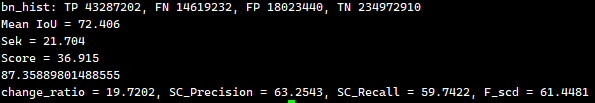 bn_hist: TP 43287202, FN 14619232, FP 18023440, TN 234972910
Mean IoU = 72.406
Sek = 21.704
Score = 36.915
87.35889801488555
change_ratio = 19.7202, SC_Precision = 63.2543, SC_Recall = 59.7422, F_scd = 61.4481